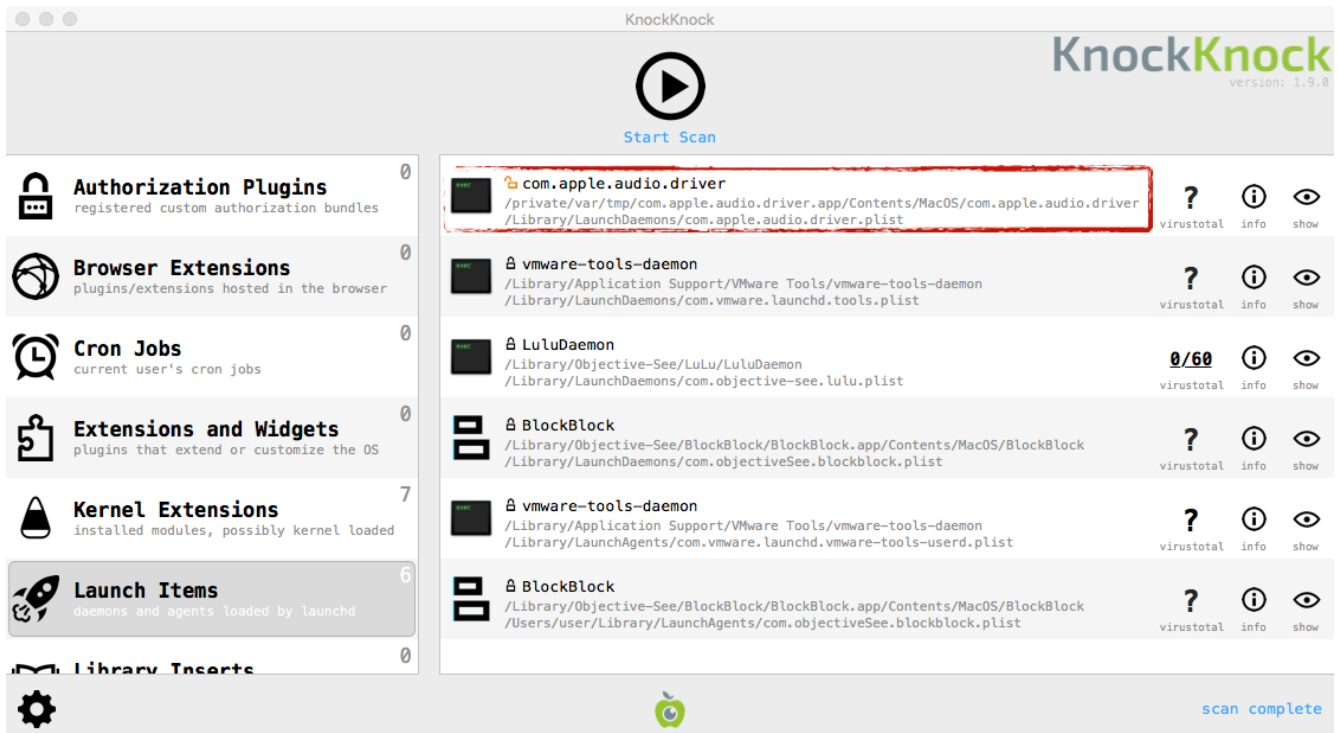 KnockKnock
KnockKnock
version: 1.9.0
Start Scan
0
Authorization Plugins
registered custom authorization bundles
0
Browser Extensions
plugins/extensions hosted in the browser
0
Cron Jobs
current user's cron jobs
0
Extensions and Widgets
plugins that extend or customize the OS
7
Kernel Extensions
installed modules, possibly kernel loaded
6
Launch Items
daemons and agents loaded by launchd
0
Library Inserts
exec
com.apple.audio.driver
/private/var/tmp/com.apple.audio.driver.app/Contents/MacOS/com.apple.audio.driver
/Library/LaunchDaemons/com.apple.audio.driver.plist
?
virustotal info show
exec
vmware-tools-daemon
/Library/Application Support/VMware Tools/vmware-tools-daemon
/Library/LaunchDaemons/com.vmware.launchd.tools.plist
?
virustotal info show
exec
LuluDaemon
/Library/Objective-See/LuLu/LuluDaemon
/Library/LaunchDaemons/com.objective-see.lulu.plist
0/60
virustotal info show
BlockBlock
/Library/Objective-See/BlockBlock/BlockBlock.app/Contents/MacOS/BlockBlock
/Library/LaunchDaemons/com.objectiveSee.blockblock.plist
?
virustotal info show
exec
vmware-tools-daemon
/Library/Application Support/VMware Tools/vmware-tools-daemon
/Library/LaunchAgents/com.vmware.launchd.vmware-tools-userd.plist
?
virustotal info show
BlockBlock
/Library/Objective-See/BlockBlock/BlockBlock.app/Contents/MacOS/BlockBlock
/Users/user/Library/LaunchAgents/com.objectiveSee.blockblock.plist
?
virustotal info show
scan complete